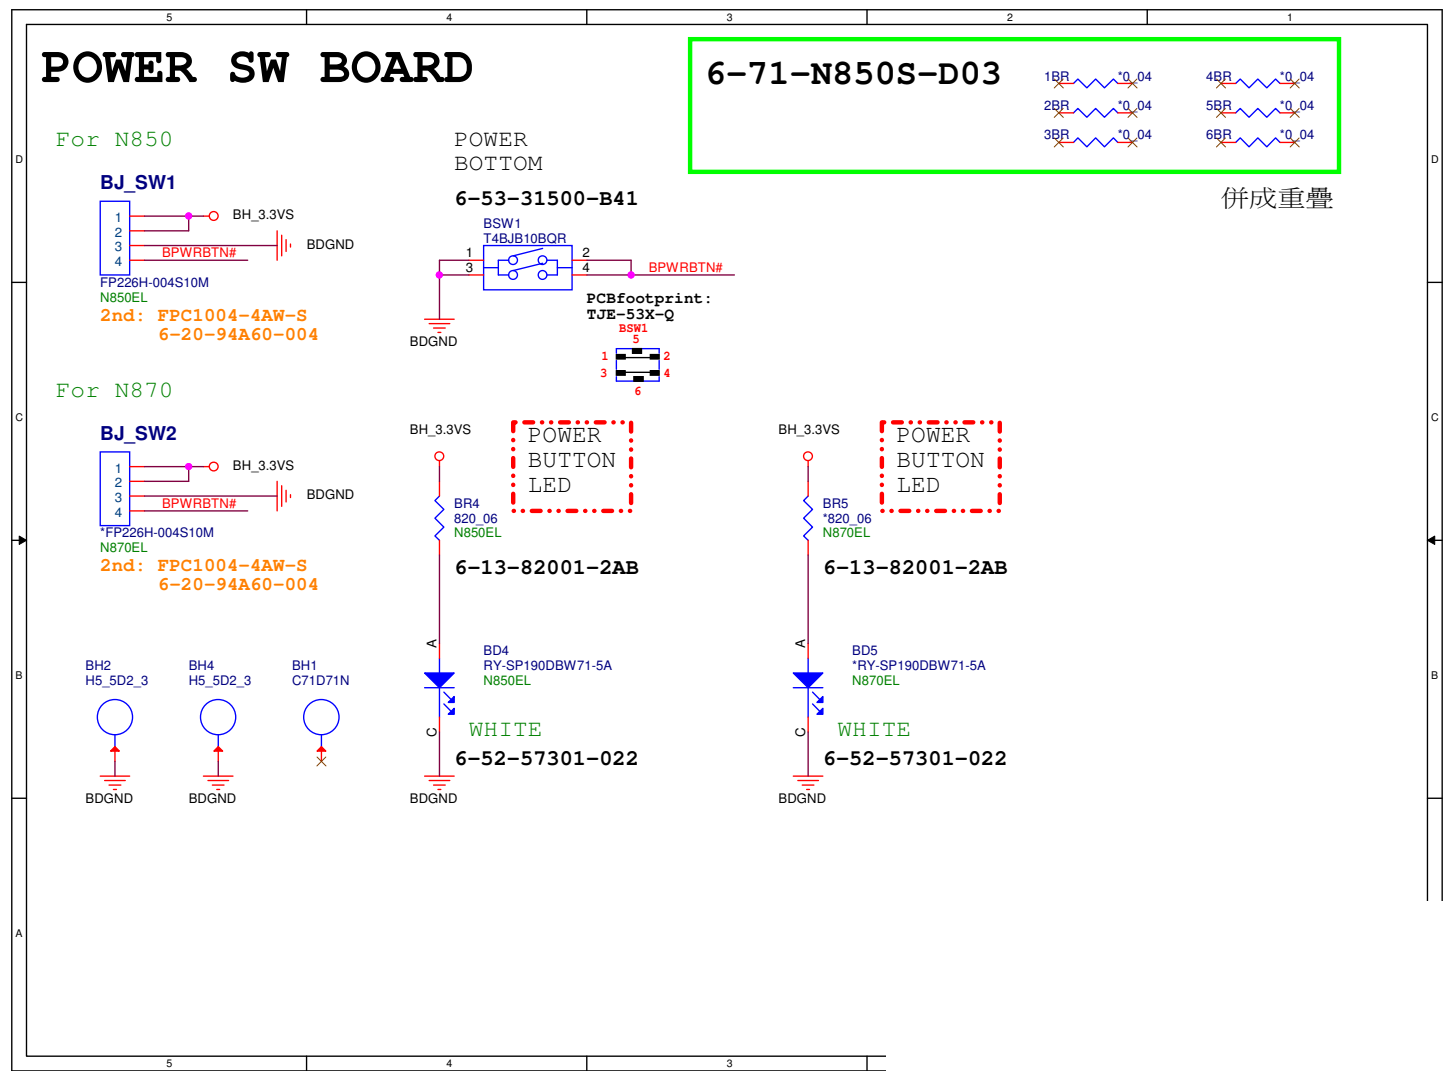 5 4 3 2 1
POWER SW BOARD
6-71-N850S-D03
1BR *0_04 4BR *0_04
2BR *0_04 5BR *0_04
3BR *0_04 6BR *0_04
併成重疊
For N850
POWER
BOTTOM
D D
BJ_SW1
6-53-31500-B41
1 BH_3.3VS
2
3 BDGND
4 BPWRBTN#
FP226H-004S10M
N850EL
2nd: FPC1004-4AW-S
6-20-94A60-004
BSW1
T4BJB10BQR
1 2
3 4 BPWRBTN#
BDGND
PCBfootprint:
TJE-53X-Q
BSW1
5
1 2
3 4
6
For N870
C C
BJ_SW2
1 BH_3.3VS
2
3 BDGND
4 BPWRBTN#
*FP226H-004S10M
N870EL
2nd: FPC1004-4AW-S
6-20-94A60-004
BH_3.3VS
POWER
BUTTON
LED
BR4
820_06
N850EL
6-13-82001-2AB
A
BD4
RY-SP190DBW71-5A
N850EL
C
WHITE
6-52-57301-022
BDGND
BH_3.3VS
POWER
BUTTON
LED
BR5
*820_06
N870EL
6-13-82001-2AB
A
BD5
*RY-SP190DBW71-5A
N870EL
C
WHITE
6-52-57301-022
BDGND
B B
BH2 BH4 BH1
H5_5D2_3 H5_5D2_3 C71D71N
BDGND BDGND
A
5 4 3